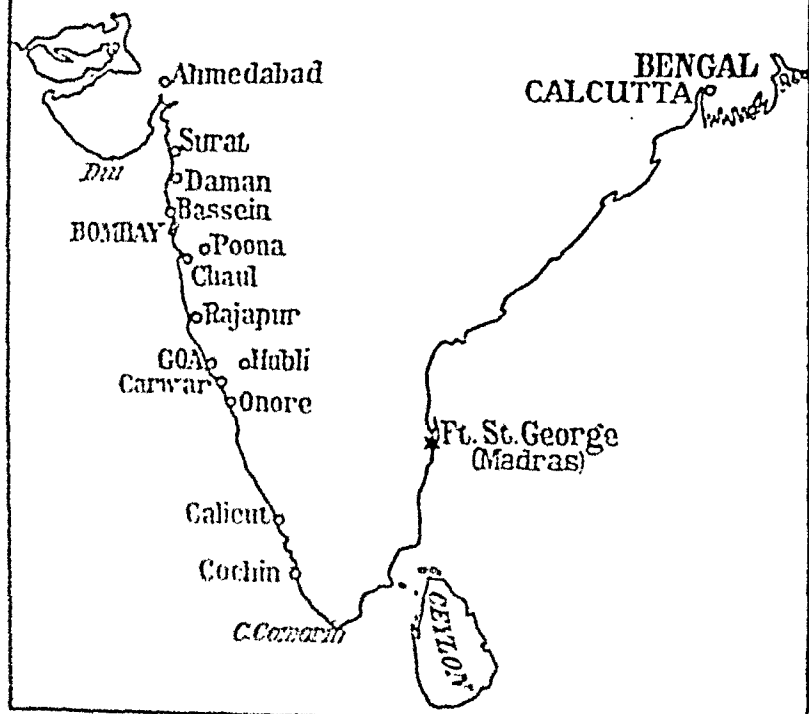 Ahmedabad
BENGAL
CALCUTTA
Surat
Diu
Daman
Bassein
BOMBAY
Poona
Chaul
Rajapur
GOA
Hubli
Carwar
Onore
Ft. St. George
(Madras)
Calicut
Cochin
C. Comorin
CEYLON